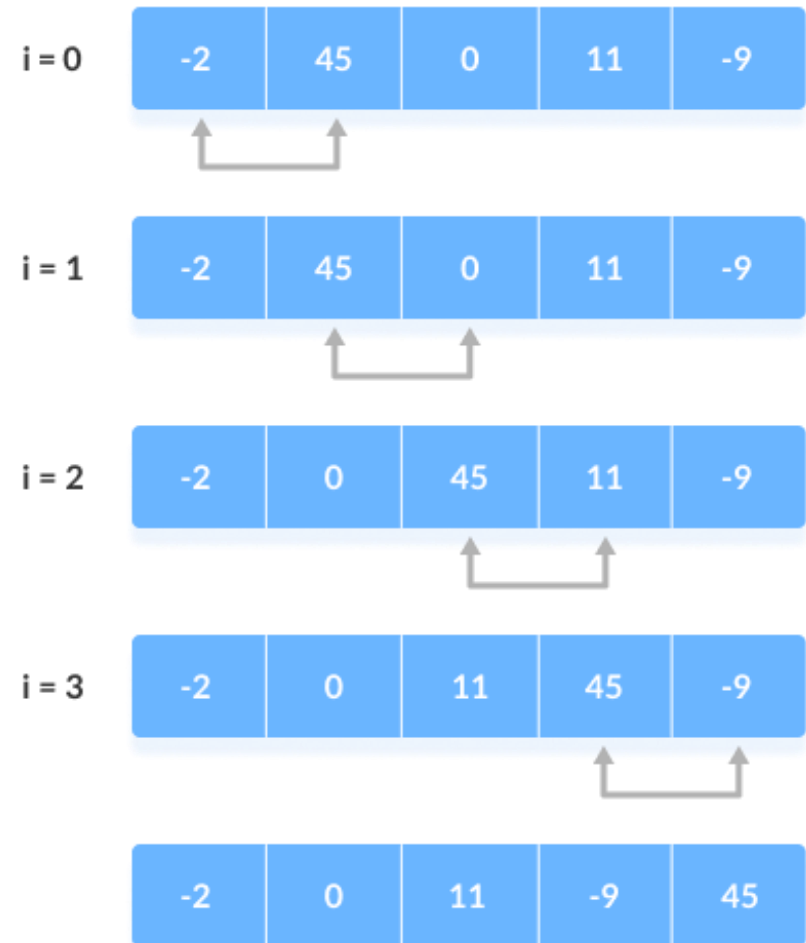 i = 0 -2 45 0 11 -9
i = 1 -2 45 0 11 -9
i = 2 -2 0 45 11 -9
i = 3 -2 0 11 45 -9
-2 0 11 -9 45